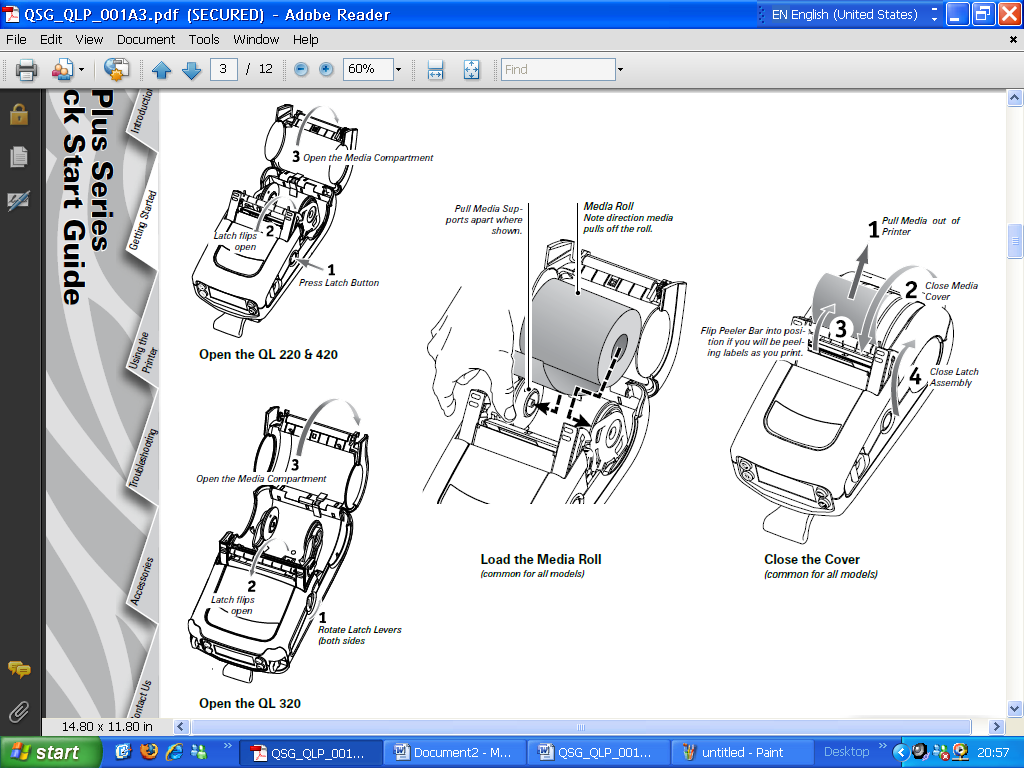 QSG_QLP_001A3.pdf (SECURED) - Adobe Reader
EN English (United States)
File Edit View Document Tools Window Help
3 / 12
60%
Find
Plus Series
ck Start Guide
Introduction
Getting Started
Using the
Printer
Troubleshooting
Accessories
ontact Us
3 Open the Media Compartment
2
Latch flips
open
1
Press Latch Button
Open the QL 220 & 420
3
Open the Media Compartment
2
Latch flips
open
1
Rotate Latch Levers
(both sides
Open the QL 320
Pull Media Sup-
ports apart where
shown.
Media Roll
Note direction media
pulls off the roll.
Load the Media Roll
(common for all models)
1 Pull Media out of
Printer
2 Close Media
Cover
3
Flip Peeler Bar into posi-
tion if you will be peel-
ing labels as you print.
4 Close Latch
Assembly
Close the Cover
(common for all models)
14.80 x 11.80 in
start
QSG_QLP_001...
Document2 - M...
QSG_QLP_001...
untitled - Paint
Desktop
20:57